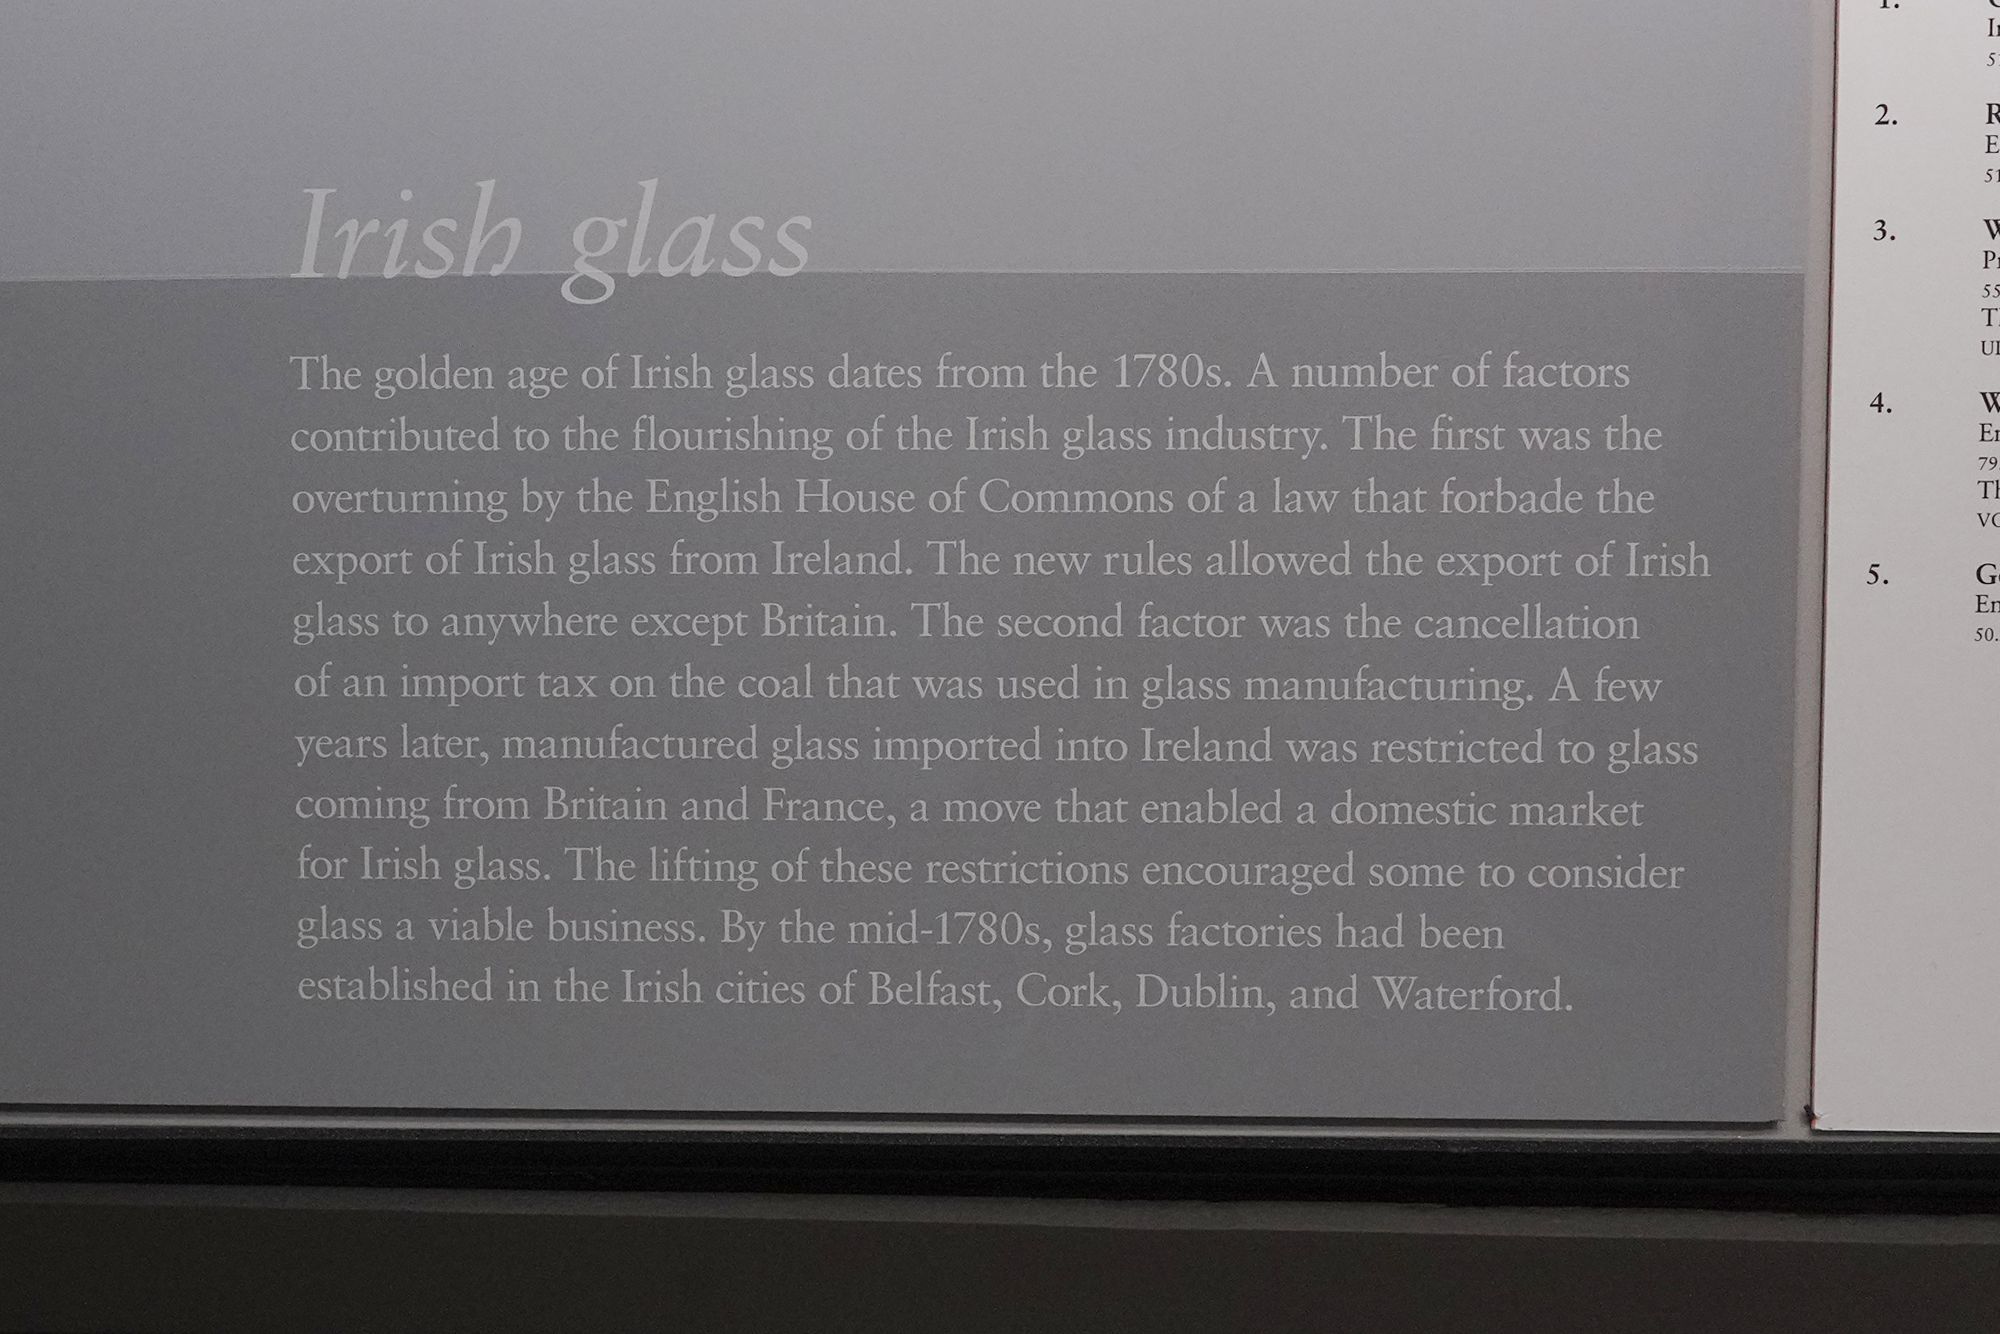 Irish glass
The golden age of Irish glass dates from the 1780s. A number of factors
contributed to the flourishing of the Irish glass industry. The first was the
overturning by the English House of Commons of a law that forbade the
export of Irish glass from Ireland. The new rules allowed the export of Irish
glass to anywhere except Britain. The second factor was the cancellation
of an import tax on the coal that was used in glass manufacturing. A few
years later, manufactured glass imported into Ireland was restricted to glass
coming from Britain and France, a move that enabled a domestic market
for Irish glass. The lifting of these restrictions encouraged some to consider
glass a viable business. By the mid-1780s, glass factories had been
established in the Irish cities of Belfast, Cork, Dublin, and Waterford.
1.
2.
3.
4.
5.